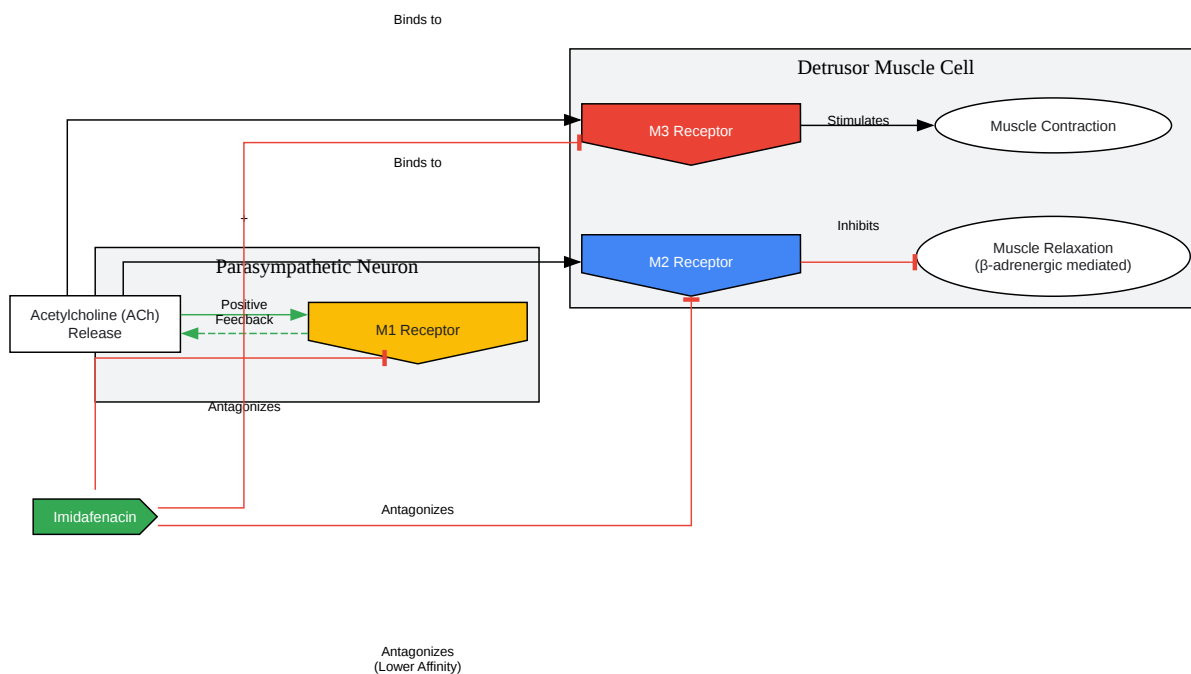 Binds to
Detrusor Muscle Cell
M3 Receptor
Stimulates
Muscle Contraction
Binds to
+
Inhibits
M2 Receptor
Muscle Relaxation
(β-adrenergic mediated)
Parasympathetic Neuron
Acetylcholine (ACh)
Release
Positive
Feedback
M1 Receptor
Antagonizes
Imidafenacin
Antagonizes
Antagonizes
(Lower Affinity)